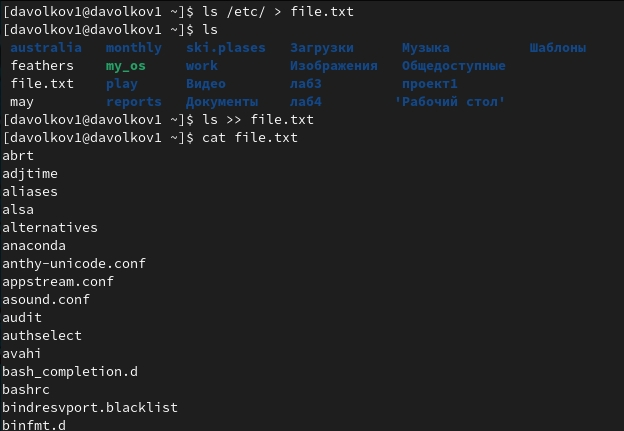 [davolkov1@davolkov1 ~]$ ls /etc/ > file.txt
[davolkov1@davolkov1 ~]$ ls
australia monthly ski.plases Загрузки Музыка Шаблоны
feathers my_os work Изображения Общедоступные
file.txt play Видео лаб3 проект1
may reports Документы лаб4 'Рабочий стол'
[davolkov1@davolkov1 ~]$ ls >> file.txt
[davolkov1@davolkov1 ~]$ cat file.txt
abrt
adjtime
aliases
alsa
alternatives
anaconda
anthy-unicode.conf
appstream.conf
asound.conf
audit
authselect
avahi
bash_completion.d
bashrc
bindresvport.blacklist
binfmt.d